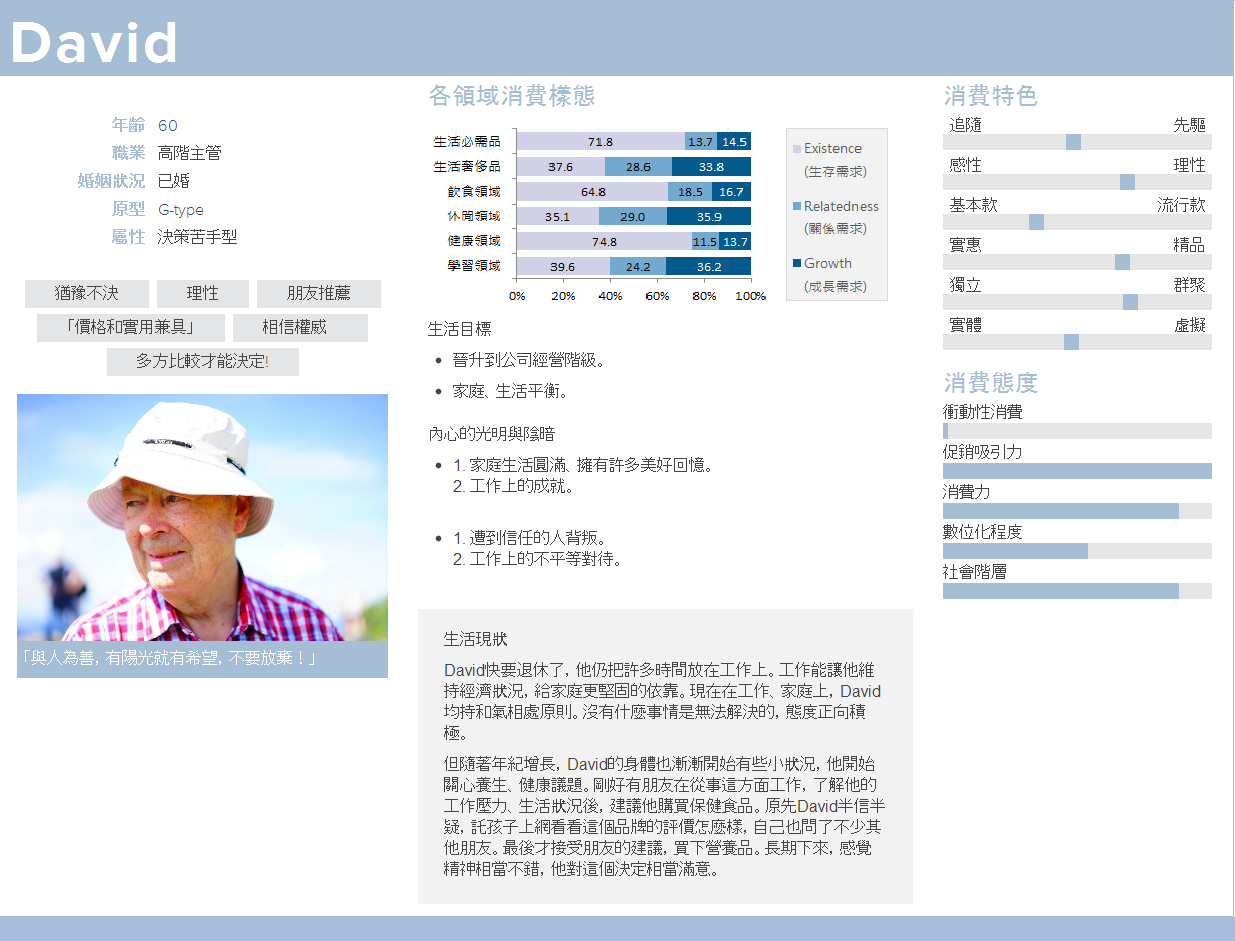 David
年齡 60
職業 高階主管
婚姻狀況 已婚
原型 G-type
屬性 決策苦手型
猶豫不決 理性 朋友推薦
「價格和實用兼具」 相信權威
多方比較才能決定!
「與人為善, 有陽光就有希望, 不要放棄！」
各領域消費樣態
生活必需品 71.8 13.7 14.5
生活奢侈品 37.6 28.6 33.8
飲食領域 64.8 18.5 16.7
休閒領域 35.1 29.0 35.9
健康領域 74.8 11.5 13.7
學習領域 39.6 24.2 36.2
0% 20% 40% 60% 80% 100%
Existence
(生存需求)
Relatedness
(關係需求)
Growth
(成長需求)
生活目標
• 晉升到公司經營階級。
• 家庭、生活平衡。
內心的光明與陰暗
• 1. 家庭生活圓滿、擁有許多美好回憶。
2. 工作上的成就。
• 1. 遭到信任的人背叛。
2. 工作上的不平等對待。
生活現狀
David快要退休了, 他仍把許多時間放在工作上。工作能讓他維
持經濟狀況, 給家庭更堅固的依靠。現在在工作、家庭上, David
均持和氣相處原則。沒有什麼事情是無法解決的, 態度正向積
極。
但隨著年紀增長, David的身體也漸漸開始有些小狀況, 他開始
關心養生、健康議題。剛好有朋友在從事這方面工作, 了解他的
工作壓力、生活狀況後, 建議他購買保健食品。原先David半信半
疑, 託孩子上網看看這個品牌的評價怎麼樣, 自己也問了不少其
他朋友。最後才接受朋友的建議, 買下營養品。長期下來, 感覺
精神相當不錯, 他對這個決定相當滿意。
消費特色
追隨 先驅
感性 理性
基本款 流行款
實惠 精品
獨立 群聚
實體 虛擬
消費態度
衝動性消費
促銷吸引力
消費力
數位化程度
社會階層